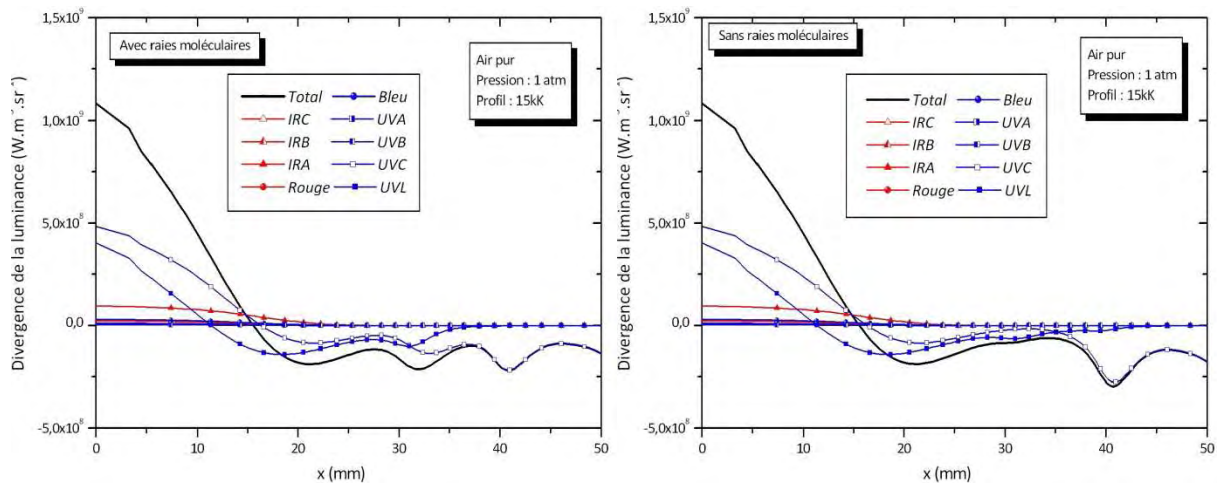 Avec raies moléculaires
Air pur
Pression : 1 atm
Profil : 15kK
Total
Bleu
IRC
UVA
IRB
UVB
IRA
UVC
Rouge
UVL
1,5x10⁹
1,0x10⁹
5,0x10⁸
0,0
-5,0x10⁸
Divergence de la luminance (W.m⁻³.sr⁻¹)
0 10 20 30 40 50
x (mm)
Sans raies moléculaires
Air pur
Pression : 1 atm
Profil : 15kK
Total
Bleu
IRC
UVA
IRB
UVB
IRA
UVC
Rouge
UVL
1,5x10⁹
1,0x10⁹
5,0x10⁸
0,0
-5,0x10⁸
Divergence de la luminance (W.m⁻³.sr⁻¹)
0 10 20 30 40 50
x (mm)